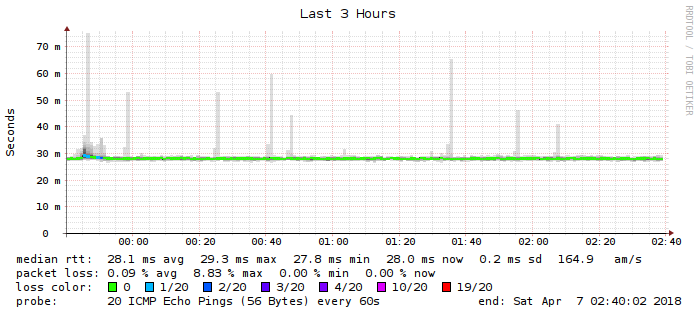 Last 3 Hours
RRDTOOL / TOBI OETIKER
Seconds
70 m
60 m
50 m
40 m
30 m
20 m
10 m
0
00:00 00:20 00:40 01:00 01:20 01:40 02:00 02:20 02:40
median rtt: 28.1 ms avg 29.3 ms max 27.8 ms min 28.0 ms now 0.2 ms sd 164.9 am/s
packet loss: 0.09 % avg 8.83 % max 0.00 % min 0.00 % now
loss color: 0 1/20 2/20 3/20 4/20 10/20 19/20
probe: 20 ICMP Echo Pings (56 Bytes) every 60s end: Sat Apr 7 02:40:02 2018